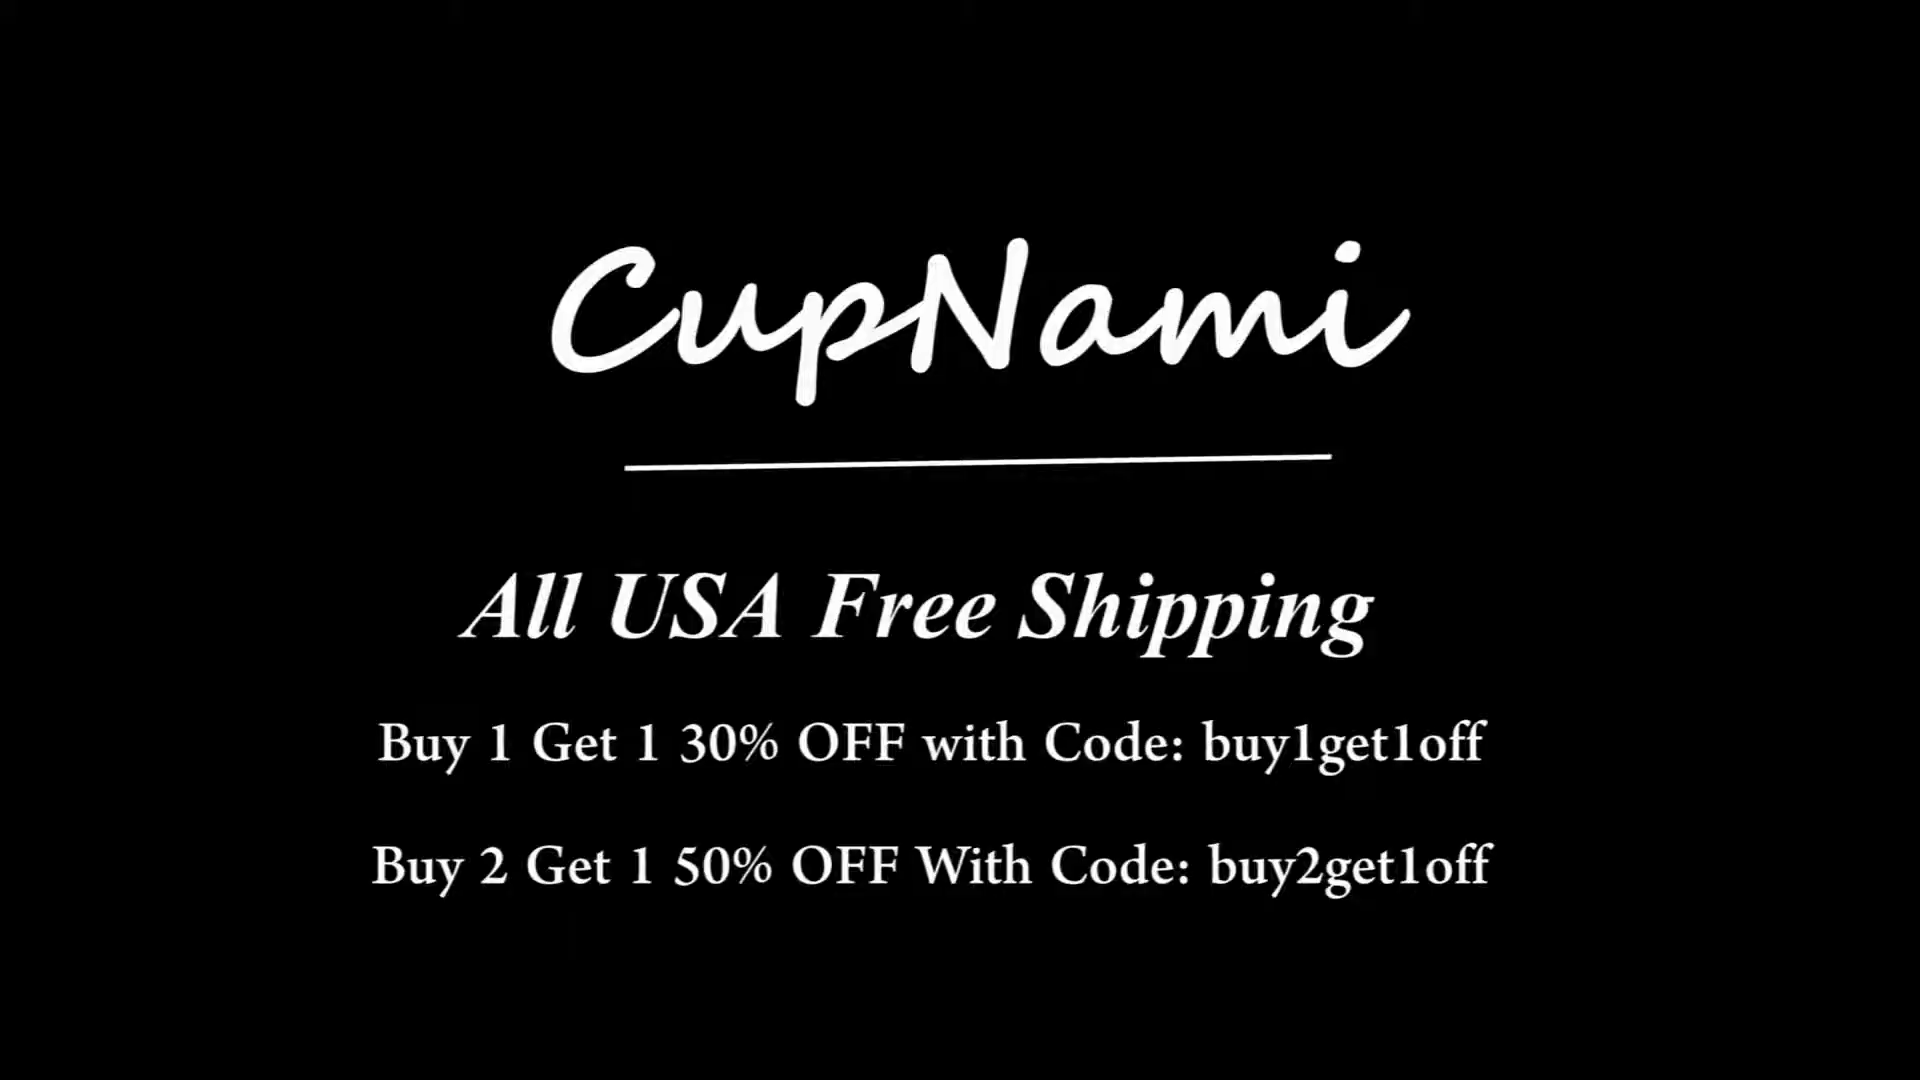 CupNami
All USA Free Shipping
Buy 1 Get 1 30% OFF with Code: buy1get1off
Buy 2 Get 1 50% OFF With Code: buy2get1off